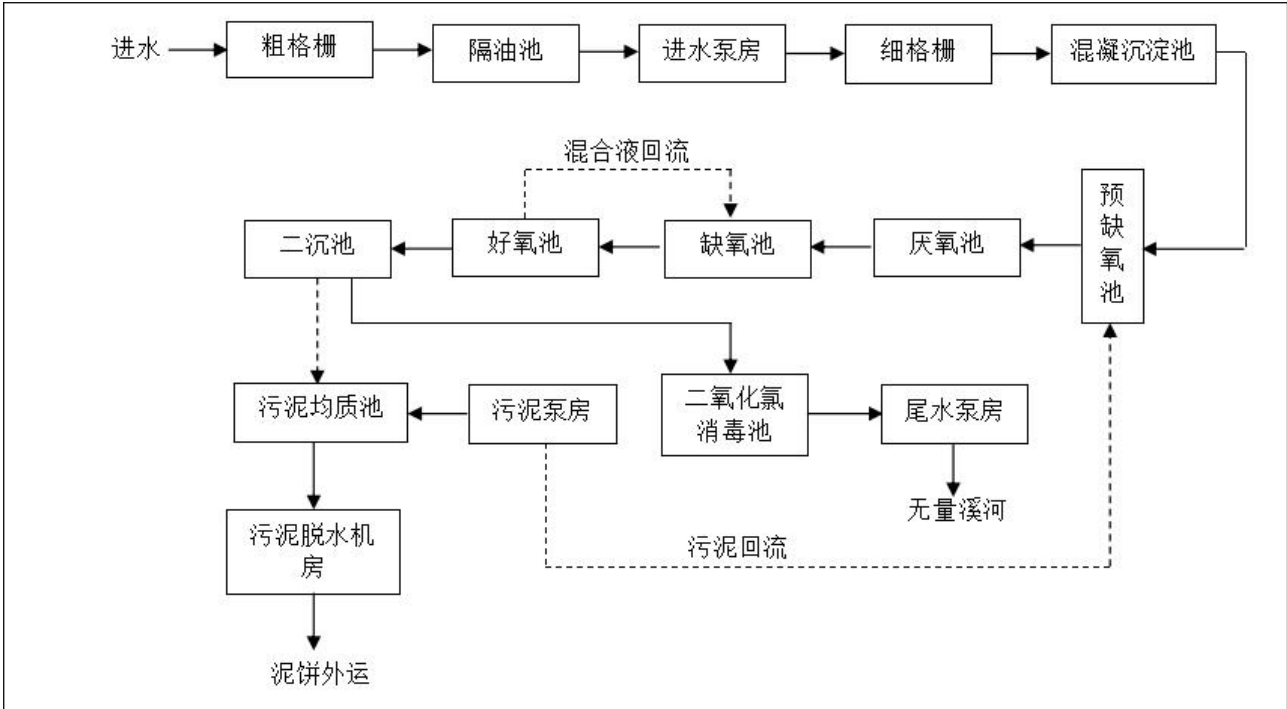 进水
粗格栅
隔油池
进水泵房
细格栅
混凝沉淀池
混合液回流
二沉池
好氧池
缺氧池
厌氧池
预
缺
氧
池
污泥均质池
污泥泵房
二氧化氯
消毒池
尾水泵房
无量溪河
污泥脱水机
房
污泥回流
泥饼外运